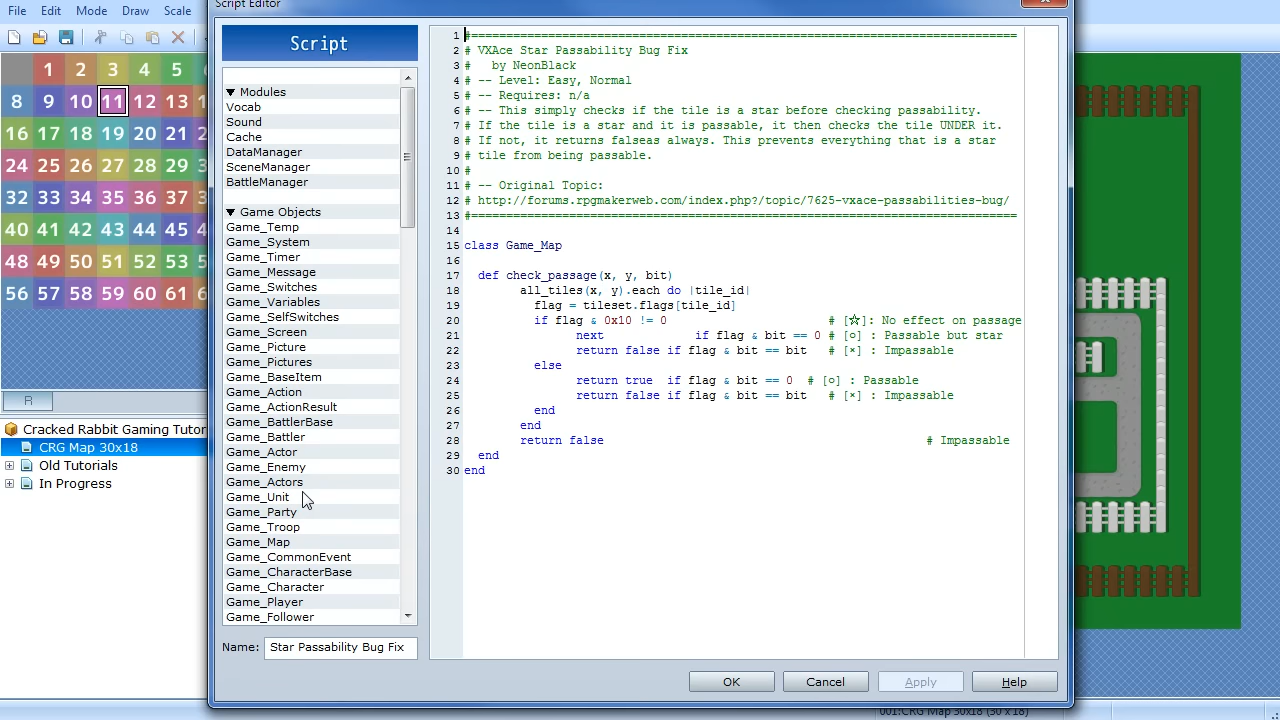 Script Editor
File Edit Mode Draw Scale
1 2 3 4 5
8 9 10 11 12 13
16 17 18 19 20 21
24 25 26 27 28 29
32 33 34 35 36 37
40 41 42 43 44 45
48 49 50 51 52 53
56 57 58 59 60 61
R
Cracked Rabbit Gaming Tutor
CRG Map 30x18
Old Tutorials
In Progress
Script
▼ Modules
Vocab
Sound
Cache
DataManager
SceneManager
BattleManager
▼ Game Objects
Game_Temp
Game_System
Game_Timer
Game_Message
Game_Switches
Game_Variables
Game_SelfSwitches
Game_Screen
Game_Picture
Game_Pictures
Game_BaseItem
Game_Action
Game_ActionResult
Game_BattlerBase
Game_Battler
Game_Actor
Game_Enemy
Game_Actors
Game_Unit
Game_Party
Game_Troop
Game_Map
Game_CommonEvent
Game_CharacterBase
Game_Character
Game_Player
Game_Follower
Name: Star Passability Bug Fix
1 #===============================================================================
2 # VXAce Star Passability Bug Fix
3 #   by NeonBlack
4 # -- Level: Easy, Normal
5 # -- Requires: n/a
6 # -- This simply checks if the tile is a star before checking passability.
7 # If the tile is a star and it is passable, it then checks the tile UNDER it.
8 # If not, it returns falseas always. This prevents everything that is a star
9 # tile from being passable.
10 #
11 # -- Original Topic:
12 # http://forums.rpgmakerweb.com/index.php?/topic/7625-vxace-passabilities-bug/
13 #===============================================================================
14
15 class Game_Map
16
17   def check_passage(x, y, bit)
18         all_tiles(x, y).each do |tile_id|
19           flag = tileset.flags[tile_id]
20           if flag & 0x10 != 0                       # [☆]: No effect on passage
21                 next             if flag & bit == 0 # [○] : Passable but star
22                 return false if flag & bit == bit   # [×] : Impassable
23           else
24                 return true  if flag & bit == 0  # [○] : Passable
25                 return false if flag & bit == bit   # [×] : Impassable
26           end
27         end
28         return false                                              # Impassable
29   end
30 end
OK Cancel Apply Help
001:CRG Map 30x18 (30 x 18)